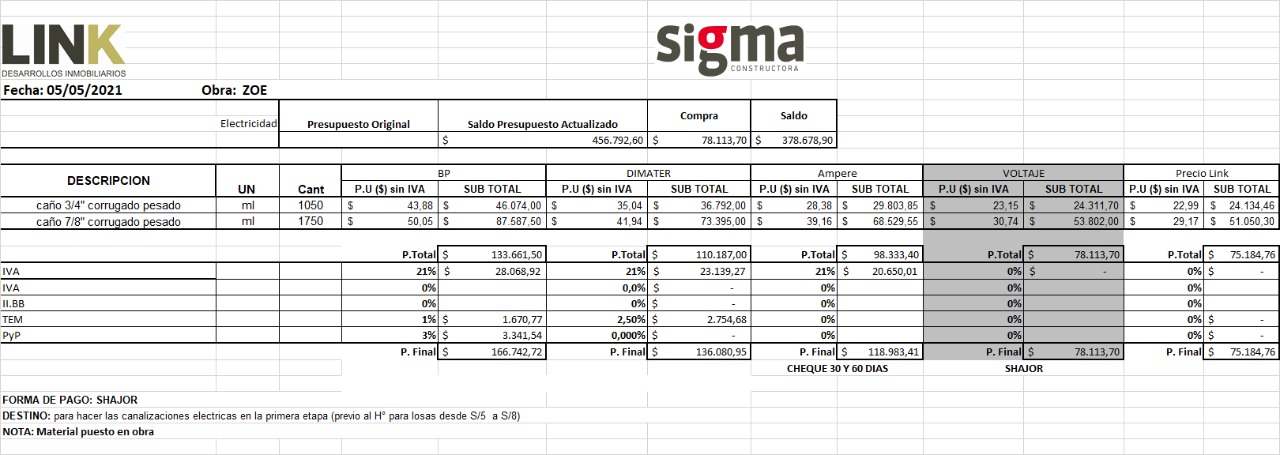 LINK
DESARROLLOS INMOBILIARIOS
sigma
CONSTRUCTORA
Fecha: 05/05/2021 Obra: ZOE
Electricidad Presupuesto Original Saldo Presupuesto Actualizado Compra Saldo
$ 456.792,60 $ 78.113,70 $ 378.678,90
BP DIMATER Ampere VOLTAJE Precio Link
DESCRIPCION UN Cant P.U ($) sin IVA SUB TOTAL P.U ($) sin IVA SUB TOTAL P.U ($) sin IVA SUB TOTAL P.U ($) sin IVA SUB TOTAL P.U ($) sin IVA SUB TOTAL
caño 3/4" corrugado pesado ml 1050 $ 43,88 $ 46.074,00 $ 35,04 $ 36.792,00 $ 28,38 $ 29.803,85 $ 23,15 $ 24.311,70 $ 22,99 $ 24.134,46
caño 7/8" corrugado pesado ml 1750 $ 50,05 $ 87.587,50 $ 41,94 $ 73.395,00 $ 39,16 $ 68.529,55 $ 30,74 $ 53.802,00 $ 29,17 $ 51.050,30
P.Total $ 133.661,50 P.Total $ 110.187,00 P.Total $ 98.333,40 P.Total $ 78.113,70 P.Total $ 75.184,76
IVA 21% $ 28.068,92 21% $ 23.139,27 21% $ 20.650,01 0% $ - 0% $ -
IVA 0% 0,0% $ - 0% 0% 0%
II.BB 0% 0% $ - 0% 0% 0%
TEM 1% $ 1.670,77 2,50% $ 2.754,68 0% 0% 0% $ -
PyP 3% $ 3.341,54 0,000% $ - 0% 0% 0% $ -
P. Final $ 166.742,72 P. Final $ 136.080,95 P. Final $ 118.983,41 P. Final $ 78.113,70 P. Final $ 75.184,76
CHEQUE 30 Y 60 DIAS SHAJOR
FORMA DE PAGO: SHAJOR
DESTINO: para hacer las canalizaciones electricas en la primera etapa (previo al H° para losas desde S/5 a S/8)
NOTA: Material puesto en obra